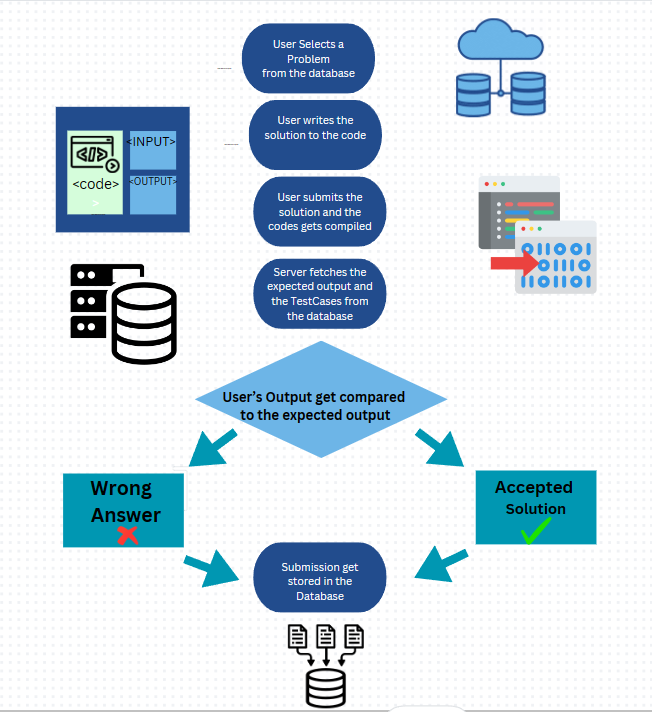 User Selects a
Problem
from the database
User writes the
solution to the code
<INPUT>
<code>
>
<OUTPUT>
User submits the
solution and the
codes gets compiled
Server fetches the
expected output and
the TestCases from
the database
User's Output get compared
to the expected output
Wrong
Answer
Accepted
Solution
Submission get
stored in the
Database